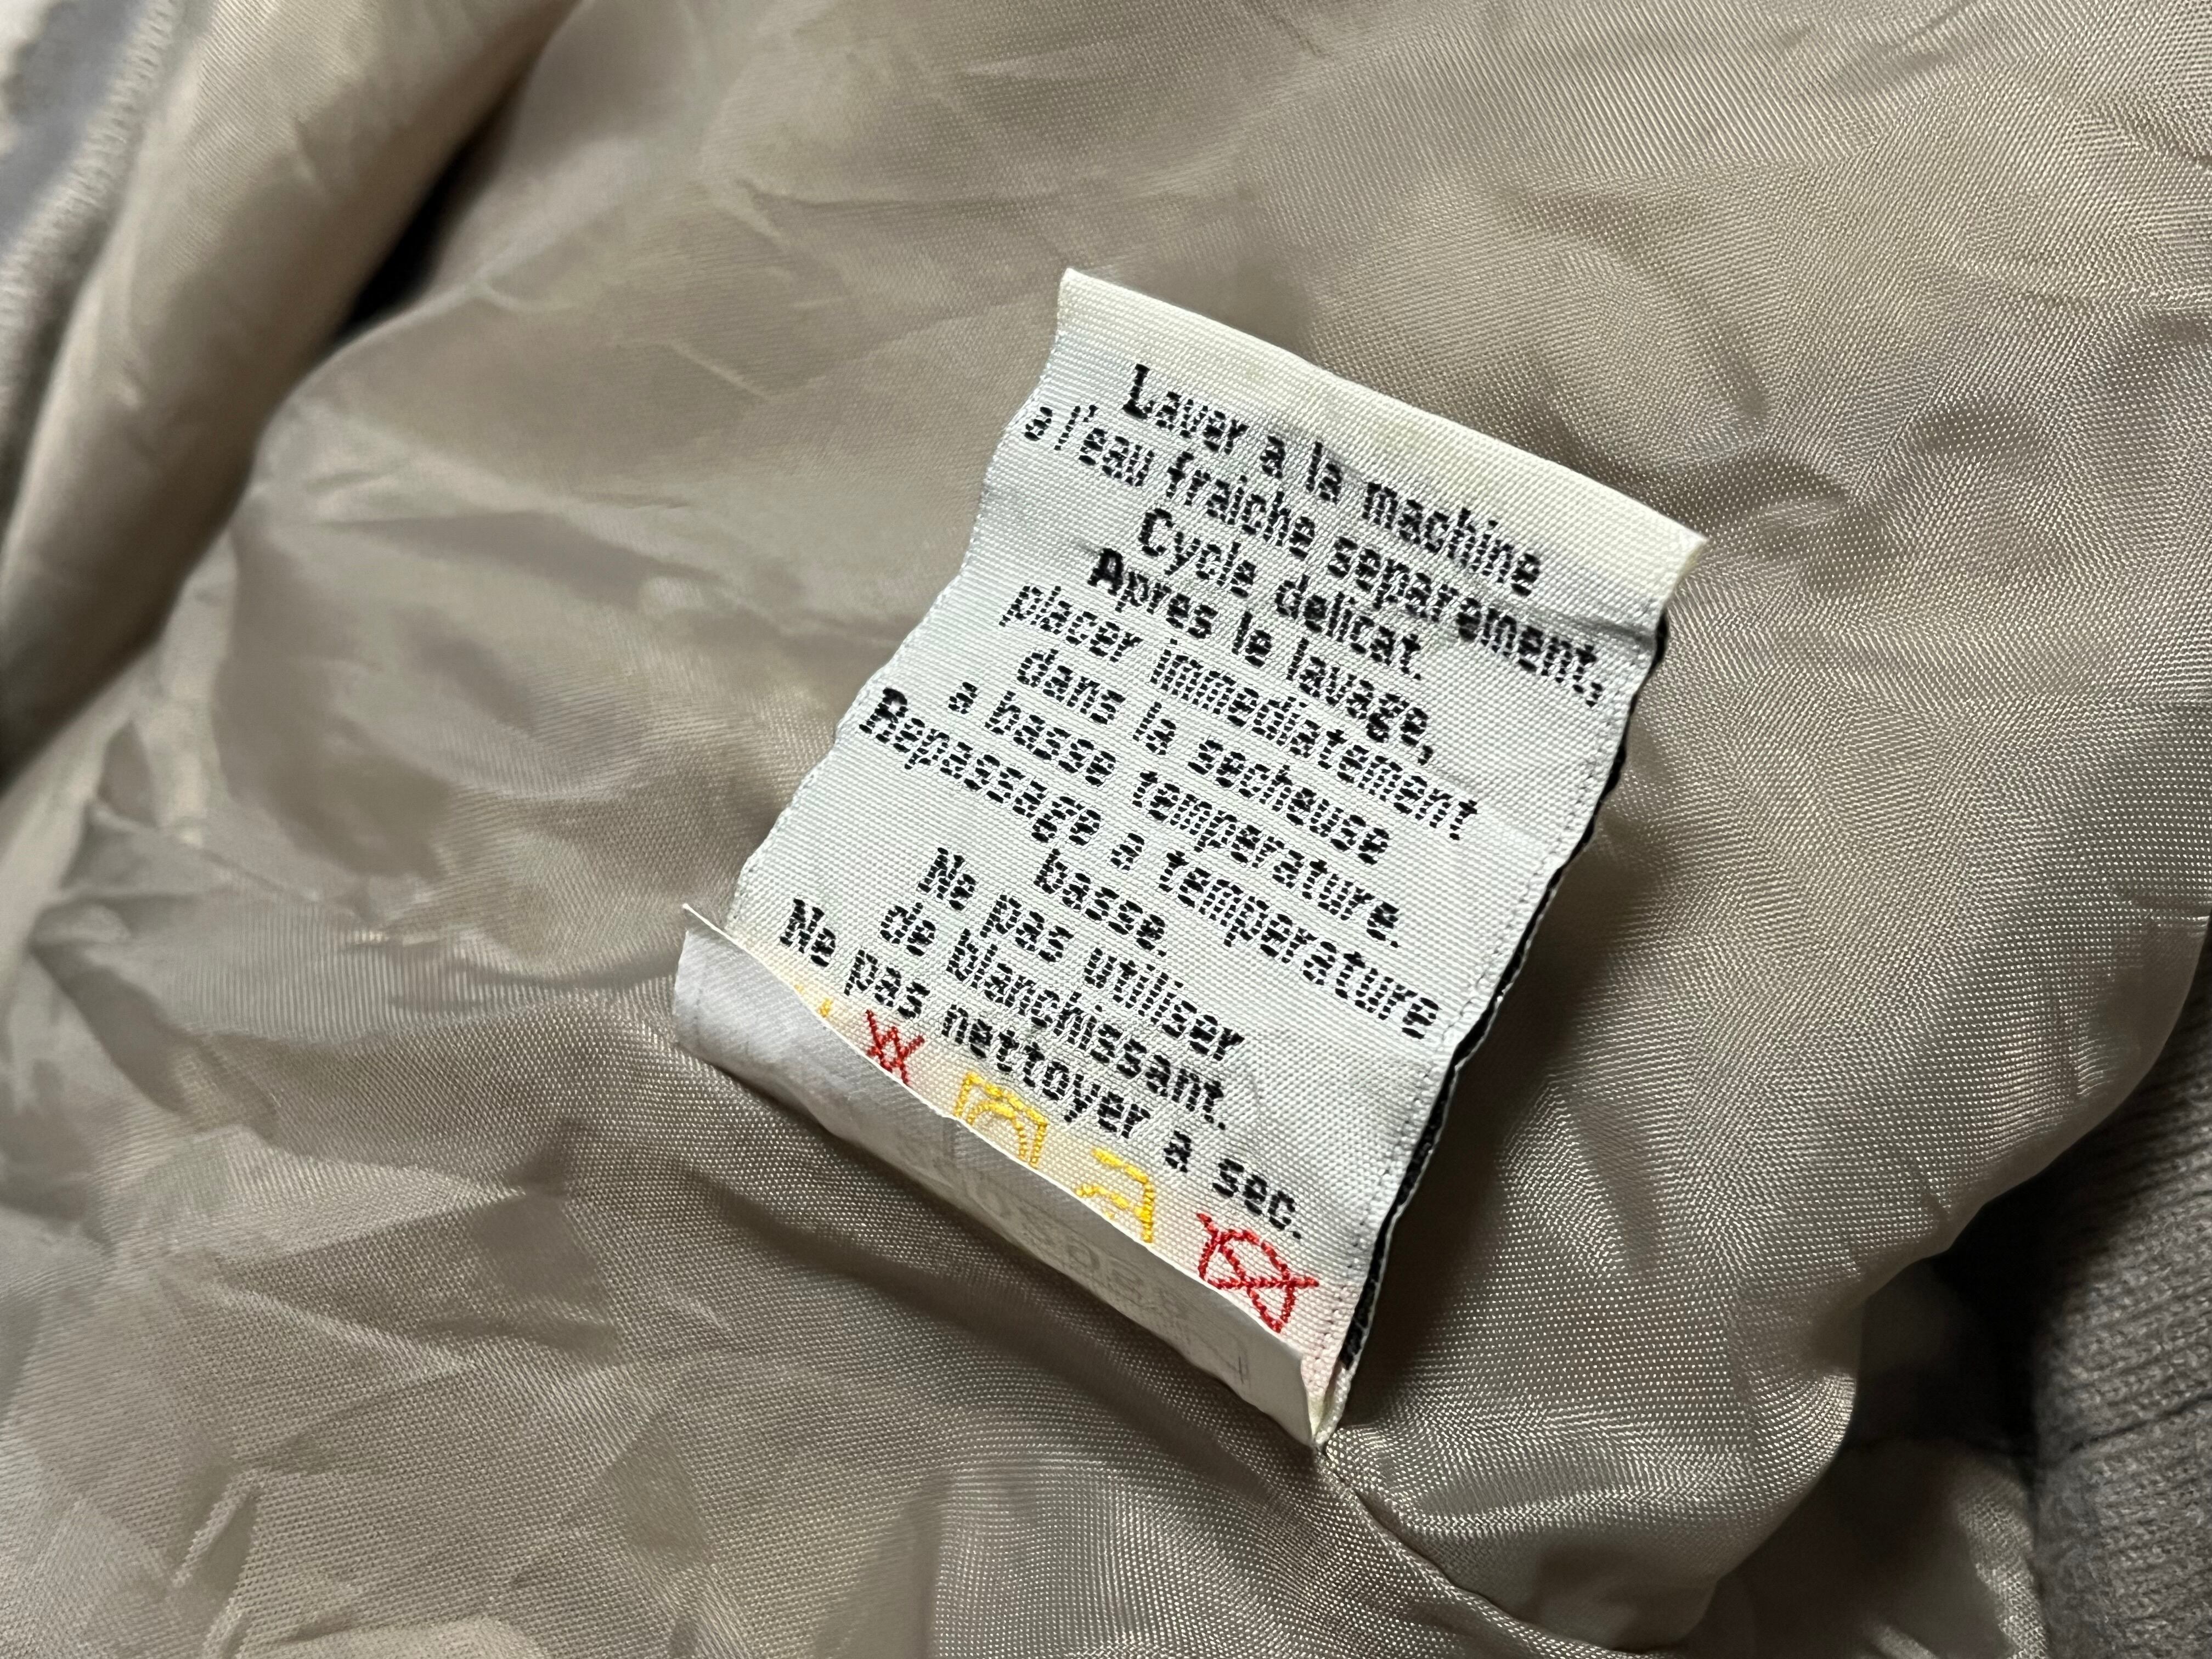 Laver a la machine
a l'eau fraiche separement,
Cycle delicat.
Apres le lavage,
placer immediatement
dans la secheuse
a basse temperature.
Repassage a temperature
basse.
Ne pas utiliser
de blanchissant.
Ne pas nettoyer a sec.